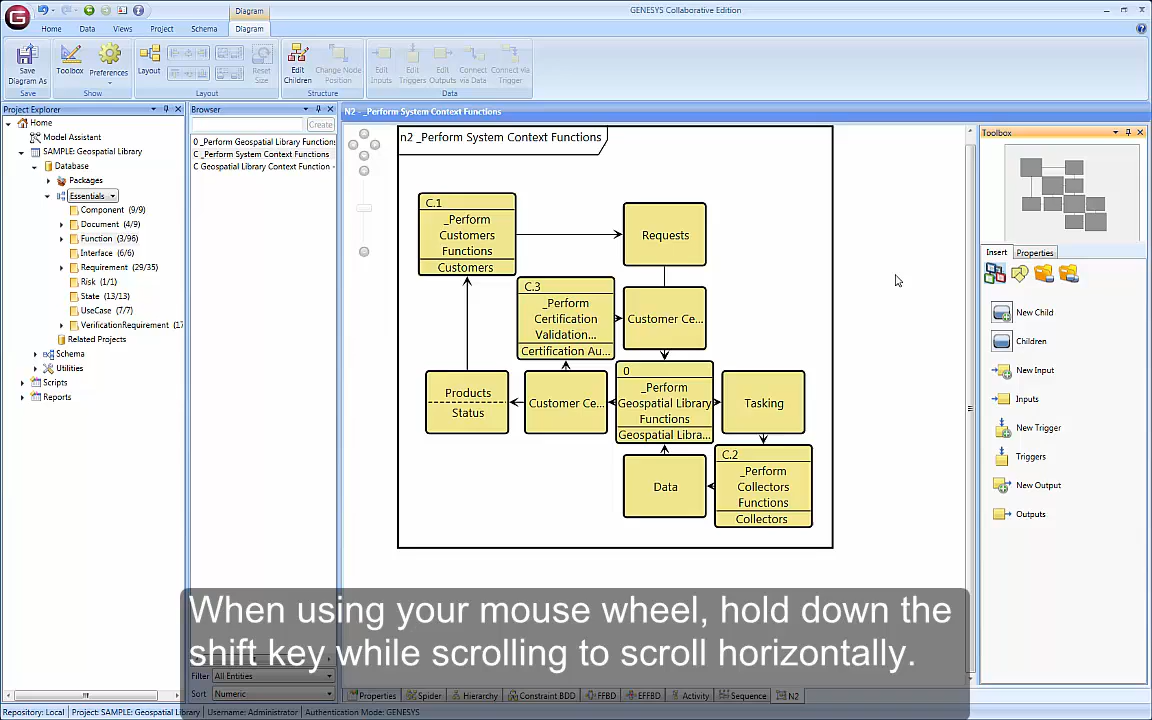 Diagram
GENESYS Collaborative Edition
Home
Data
Views
Project
Schema
Diagram
Save
Diagram As
Toolbox
Preferences
Layout
Reset
Size
Edit
Children
Change Node
Position
Edit
Inputs
Edit
Triggers
Edit
Outputs
Connect
via Data
Connect via
Trigger
Save
Show
Layout
Structure
Data
Project Explorer
Home
Model Assistant
SAMPLE: Geospatial Library
Database
Packages
Essentials
Component (9/9)
Document (4/9)
Function (3/96)
Interface (6/6)
Requirement (29/35)
Risk (1/1)
State (13/13)
UseCase (7/7)
VerificationRequirement (17
Related Projects
Schema
Utilities
Scripts
Reports
Browser
Create
0 _Perform Geospatial Library Functions
C _Perform System Context Functions
C Geospatial Library Context Function -
Filter All Entities
Sort Numeric
N2 - _Perform System Context Functions
n2 _Perform System Context Functions
C.1
_Perform
Customers
Functions
Customers
Requests
C.3
_Perform
Certification
Validation...
Certification Au...
Customer Ce...
Products
Status
Customer Ce...
0
_Perform
Geospatial Library
Functions
Geospatial Libra...
Tasking
Data
C.2
_Perform
Collectors
Functions
Collectors
Toolbox
Insert
Properties
New Child
Children
New Input
Inputs
New Trigger
Triggers
New Output
Outputs
When using your mouse wheel, hold down the
shift key while scrolling to scroll horizontally.
Properties
Spider
Hierarchy
Constraint BDD
FFBD
EFFBD
Activity
Sequence
N2
Repository: Local
Project: SAMPLE: Geospatial Library
Username: Administrator
Authentication Mode: GENESYS